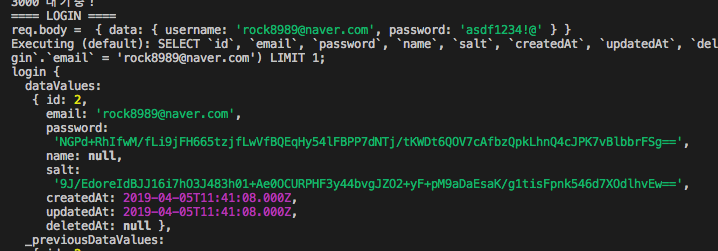 3000 대기중!
==== LOGIN ====
req.body =  { data: { username: 'rock8989@naver.com', password: 'asdf1234!@' } }
Executing (default): SELECT `id`, `email`, `password`, `name`, `salt`, `createdAt`, `updatedAt`, `del
gin`.`email` = 'rock8989@naver.com') LIMIT 1;
login {
dataValues:
{ id: 2,
email: 'rock8989@naver.com',
password:
'NGPd+RhIfwM/fLi9jFH665tzjfLwVfBQEqHy54lFBPP7dNTj/tKWDt6QOV7cAfbzQpkLhnQ4cJPK7vBlbbrFSg==',
name: null,
salt:
'9J/EdoreIdBJJ16i7hO3J483h01+Ae0OCURPHF3y44bvgJZO2+yF+pM9aDaEsaK/g1tisFpnk546d7XOdlhvEw==',
createdAt: 2019-04-05T11:41:08.000Z,
updatedAt: 2019-04-05T11:41:08.000Z,
deletedAt: null },
_previousDataValues: